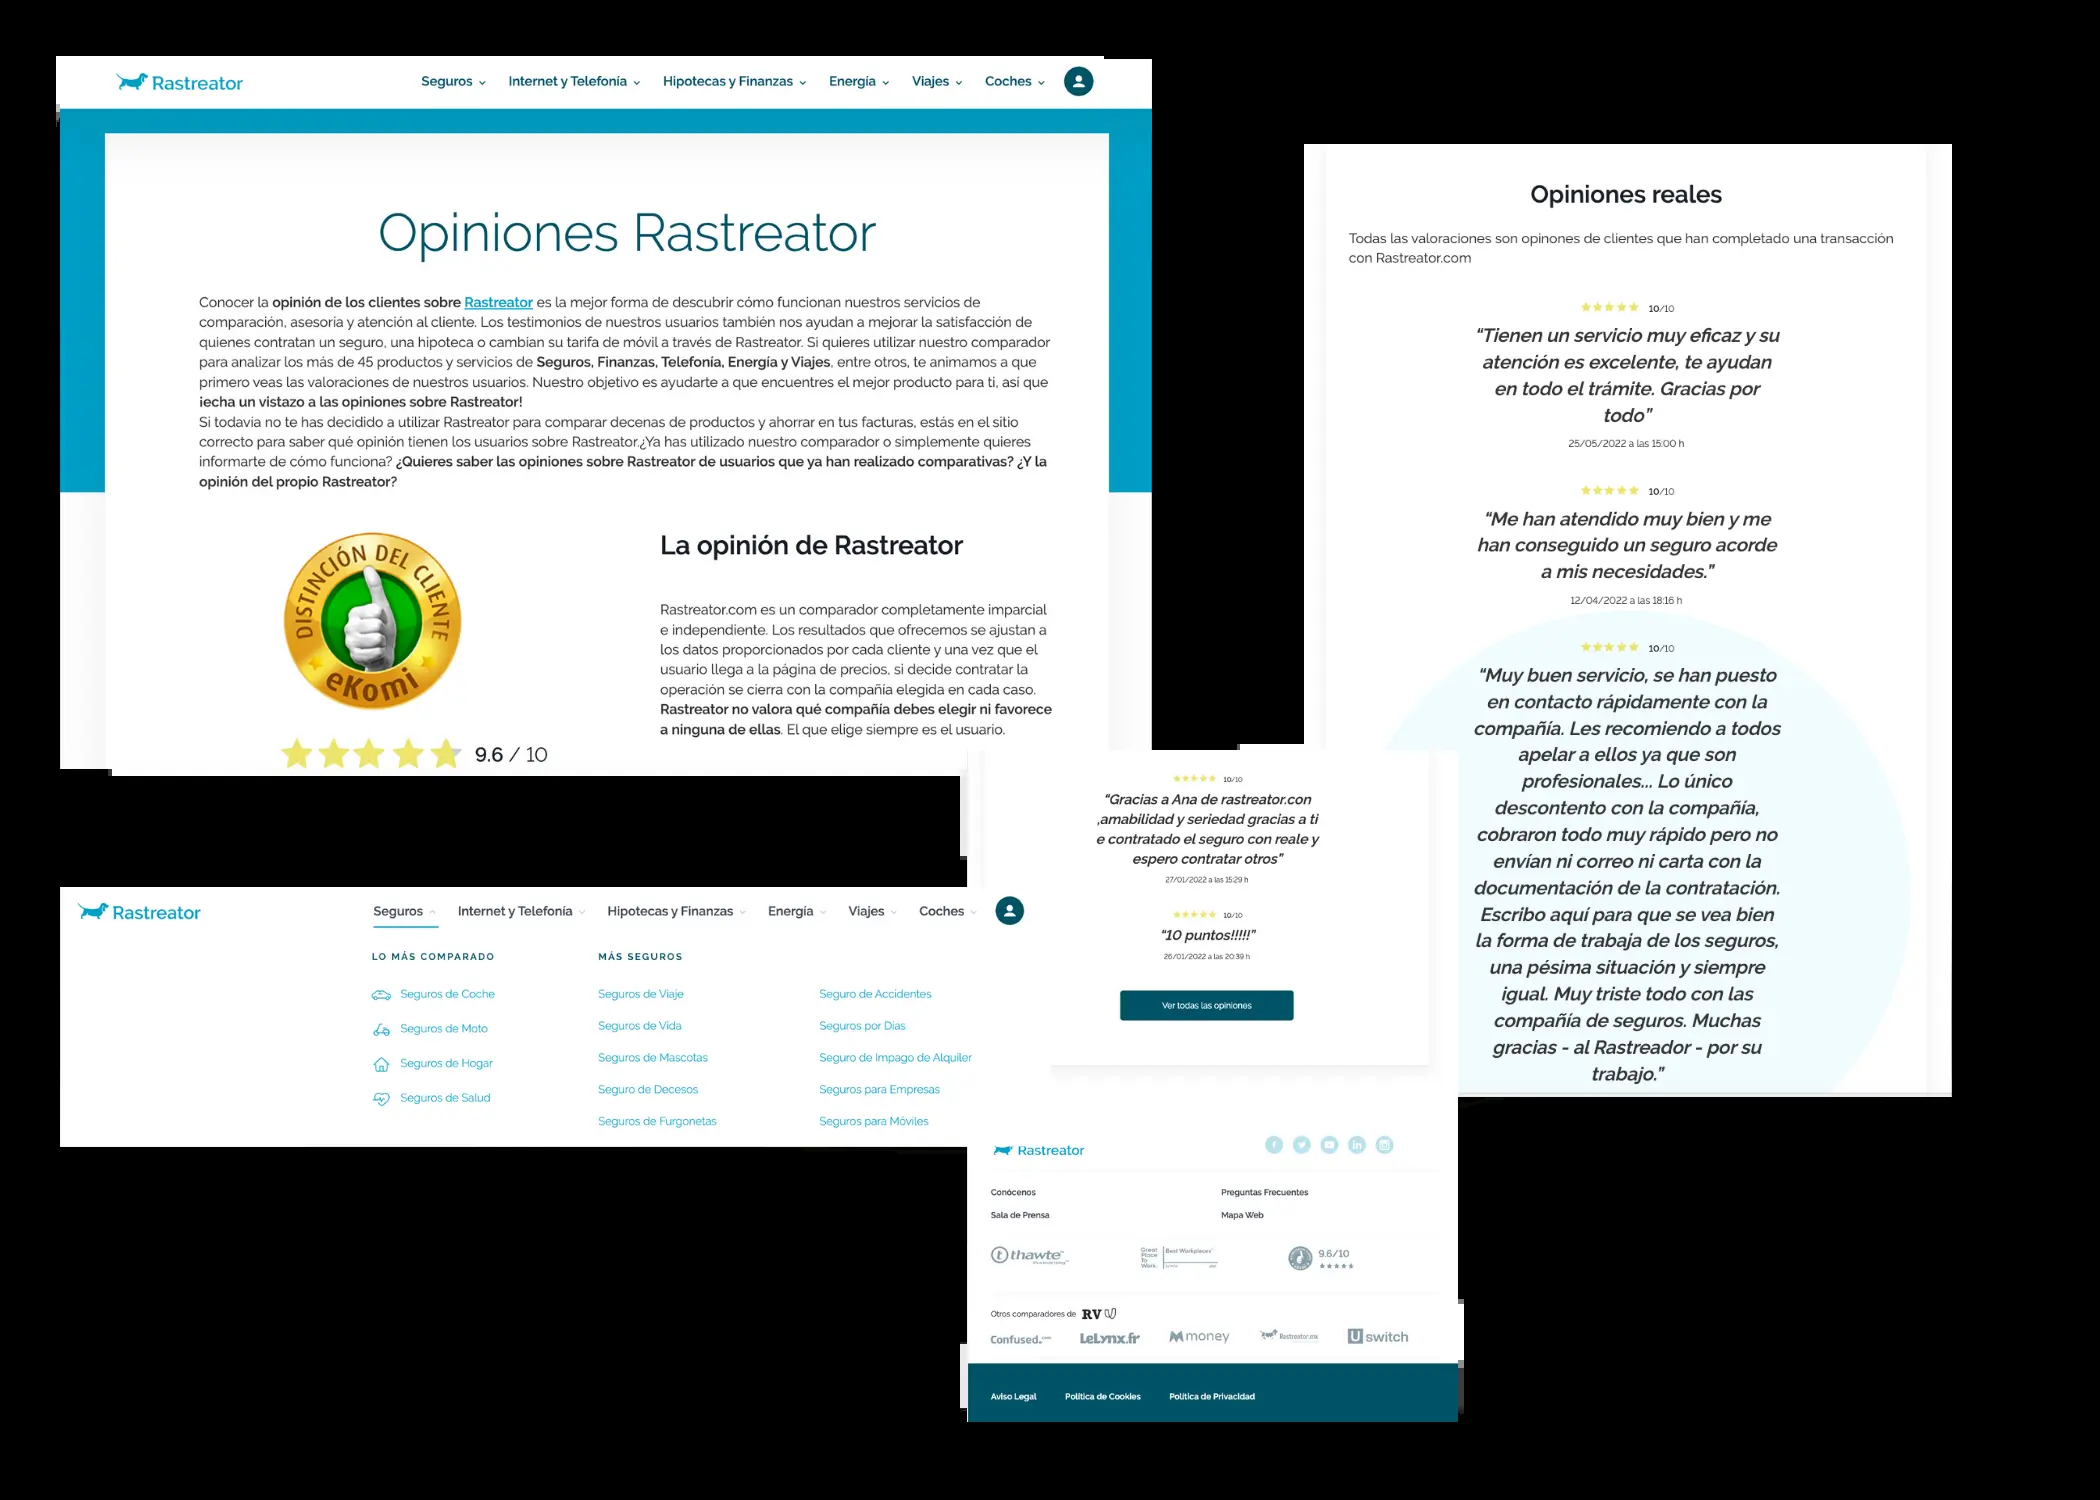 Rastreator
Seguros
Internet y Telefonía
Hipotecas y Finanzas
Energía
Viajes
Coches
Opiniones Rastreator
Conocer la opinión de los clientes sobre Rastreator es la mejor forma de descubrir cómo funcionan nuestros servicios de
comparación, asesoría y atención al cliente. Los testimonios de nuestros usuarios también nos ayudan a mejorar la satisfacción de
quienes contratan un seguro, una hipoteca o cambian su tarifa de móvil a través de Rastreator. Si quieres utilizar nuestro comparador
para analizar los más de 45 productos y servicios de Seguros, Finanzas, Telefonía, Energía y Viajes, entre otros, te animamos a que
primero veas las valoraciones de nuestros usuarios. Nuestro objetivo es ayudarte a que encuentres el mejor producto para ti, así que
¡echa un vistazo a las opiniones sobre Rastreator!
Si todavia no te has decidido a utilizar Rastreator para comparar decenas de productos y ahorrar en tus facturas, estás en el sitio
correcto para saber qué opinión tienen los usuarios sobre Rastreator.¿Ya has utilizado nuestro comparador o simplemente quieres
informarte de cómo funciona? ¿Quieres saber las opiniones sobre Rastreator de usuarios que ya han realizado comparativas? ¿Y la
opinión del propio Rastreator?
DISTINCIÓN DEL CLIENTE
eKomi
9.6 / 10
La opinión de Rastreator
Rastreator.com es un comparador completamente imparcial
e independiente. Los resultados que ofrecemos se ajustan a
los datos proporcionados por cada cliente y una vez que el
usuario llega a la página de precios, si decide contratar la
operación se cierra con la compañía elegida en cada caso.
Rastreator no valora qué compañía debes elegir ni favorece
a ninguna de ellas. El que elige siempre es el usuario.
Opiniones reales
Todas las valoraciones son opinones de clientes que han completado una transacción
con Rastreator.com
10/10
“Tienen un servicio muy eficaz y su
atención es excelente, te ayudan
en todo el trámite. Gracias por
todo”
25/05/2022 a las 15:00 h
10/10
“Me han atendido muy bien y me
han conseguido un seguro acorde
a mis necesidades.”
12/04/2022 a las 18:16 h
10/10
“Muy buen servicio, se han puesto
en contacto rápidamente con la
compañía. Les recomiendo a todos
apelar a ellos ya que son
profesionales... Lo único
descontento con la compañía,
cobraron todo muy rápido pero no
envían ni correo ni carta con la
documentación de la contratación.
Escribo aquí para que se vea bien
la forma de trabaja de los seguros,
una pésima situación y siempre
igual. Muy triste todo con las
compañía de seguros. Muchas
gracias - al Rastreador - por su
trabajo.”
10/10
“Gracias a Ana de rastreator.con
,amabilidad y seriedad gracias a ti
e contratado el seguro con reale y
espero contratar otros”
27/01/2022 a las 15:29 h
10/10
“10 puntos!!!!!”
26/01/2022 a las 20:39 h
Ver todas las opiniones
Rastreator
Seguros
Internet y Telefonía
Hipotecas y Finanzas
Energía
Viajes
Coches
LO MÁS COMPARADO
Seguros de Coche
Seguros de Moto
Seguros de Hogar
Seguros de Salud
MÁS SEGUROS
Seguros de Viaje
Seguros de Vida
Seguros de Mascotas
Seguro de Decesos
Seguros de Furgonetas
Seguro de Accidentes
Seguros por Días
Seguro de Impago de Alquiler
Seguros para Empresas
Seguros para Móviles
Rastreator
Conócenos
Preguntas Frecuentes
Sala de Prensa
Mapa Web
thawte
Great
Place
To
Work.
Best Workplaces
9.6/10
Otros comparadores de RVU
Confused.com
LeLynx.fr
money
Rastreator.mx
Uswitch
Aviso Legal
Política de Cookies
Política de Privacidad